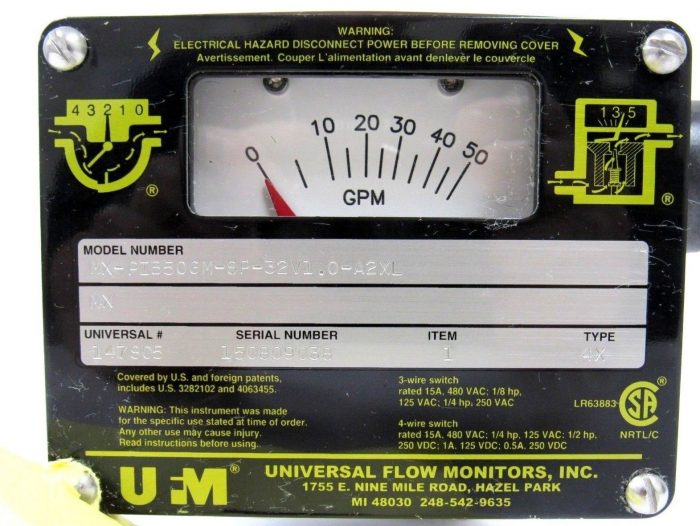 WARNING:
ELECTRICAL HAZARD DISCONNECT POWER BEFORE REMOVING COVER
Avertissement. Couper L'alimentation avant denlever le couvercle
4 3 2 1 0
1 3 5
0 10 20 30 40 50
GPM
®
®
MODEL NUMBER
MX-PISB50GM-8P-32V1.0-A2XL
MX
UNIVERSAL # SERIAL NUMBER ITEM TYPE
1 4X
Covered by U.S. and foreign patents,
includes U.S. 3282102 and 4063455.
WARNING: This instrument was made
for the specific use stated at time of order.
Any other use may cause injury.
Read instructions before using.
3-wire switch
rated 15A, 480 VAC; 1/8 hp,
125 VAC; 1/4 hp. 250 VAC
4-wire switch
rated 15A. 480 VAC; 1/4 hp, 125 VAC; 1/2 hp.
250 VDC: 1A. 125 VDC; 0.5A. 250 VDC
LR63883 SA ®
NRTL/C
UFM® UNIVERSAL FLOW MONITORS, INC.
1755 E. NINE MILE ROAD, HAZEL PARK
MI 48030 248-542-9635